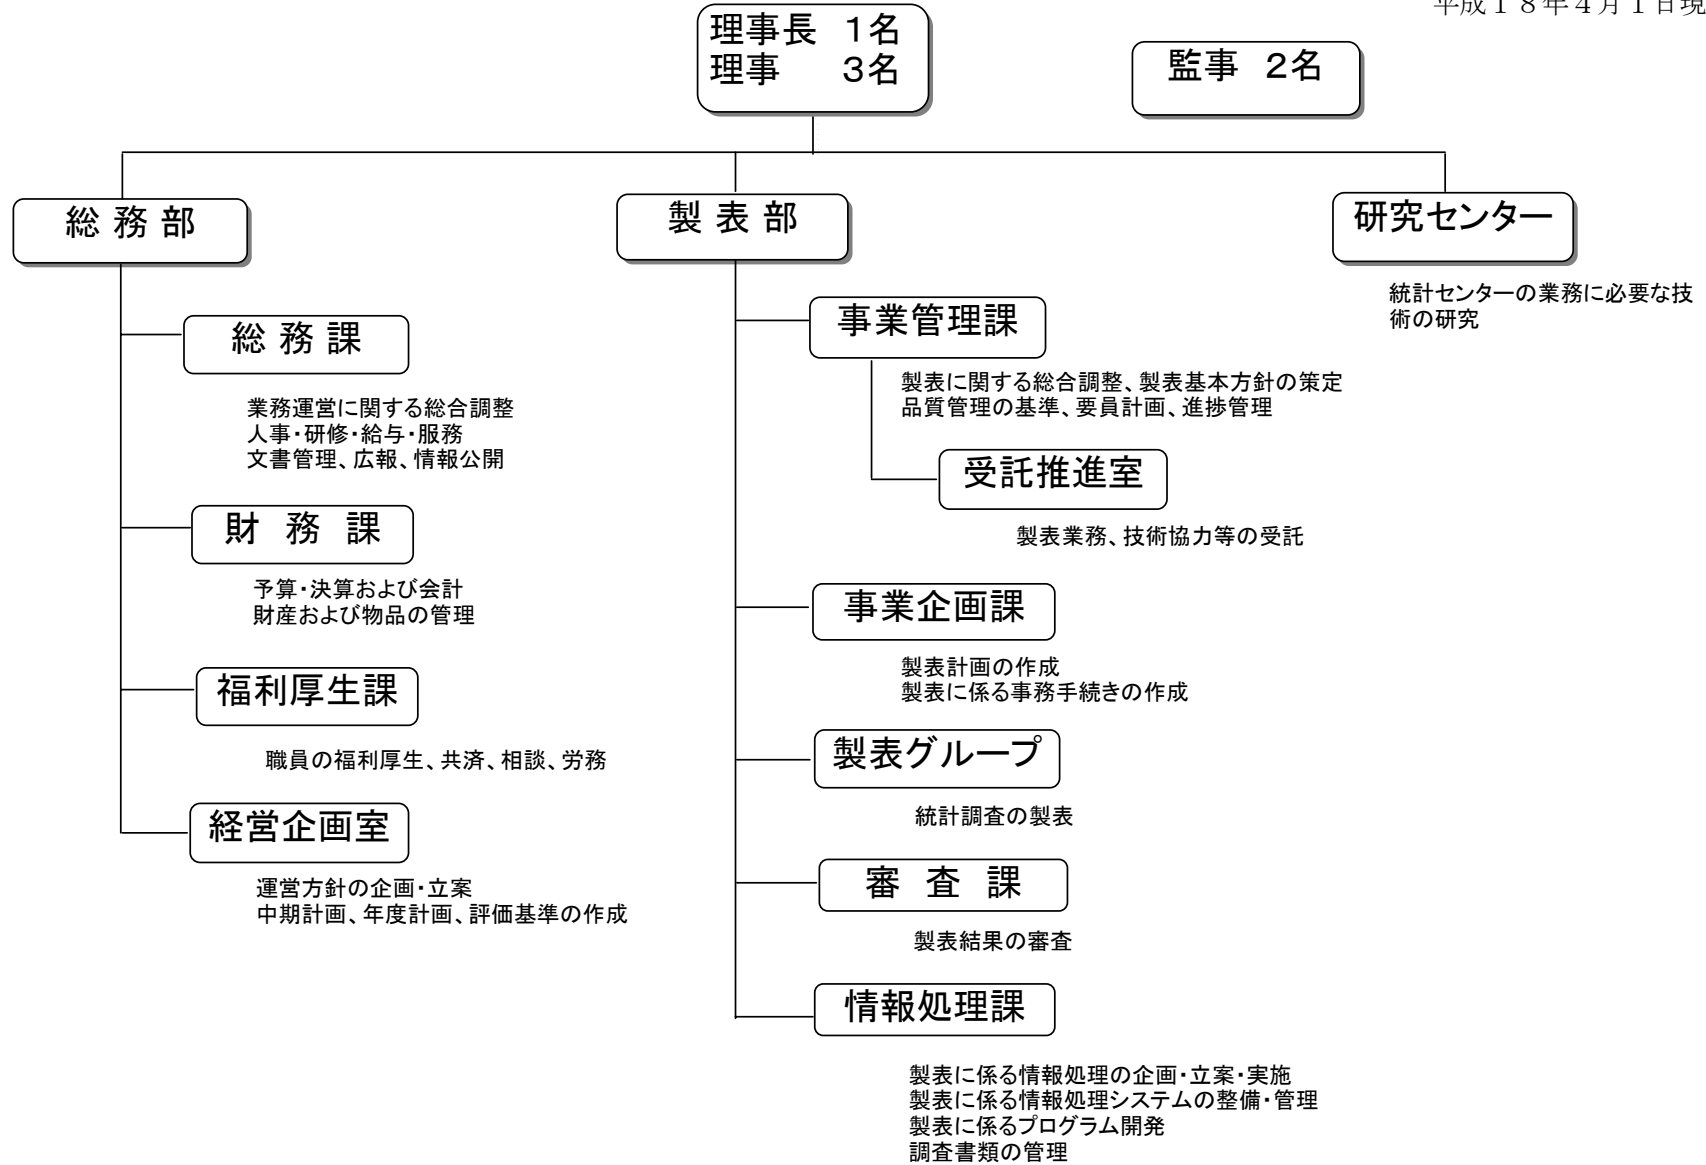 平成１８年４月１日現
理事長　１名
理事　　３名
監事　２名
総 務 部
製 表 部
研究センター
統計センターの業務に必要な技
術の研究
総 務 課
業務運営に関する総合調整
人事・研修・給与・服務
文書管理、広報、情報公開
財　務　課
予算・決算および会計
財産および物品の管理
福利厚生課
職員の福利厚生、共済、相談、労務
経営企画室
運営方針の企画・立案
中期計画、年度計画、評価基準の作成
事業管理課
製表に関する総合調整、製表基本方針の策定
品質管理の基準、要員計画、進捗管理
受託推進室
製表業務、技術協力等の受託
事業企画課
製表計画の作成
製表に係る事務手続きの作成
製表グループ
統計調査の製表
審　査　課
製表結果の審査
情報処理課
製表に係る情報処理の企画・立案・実施
製表に係る情報処理システムの整備・管理
製表に係るプログラム開発
調査書類の管理